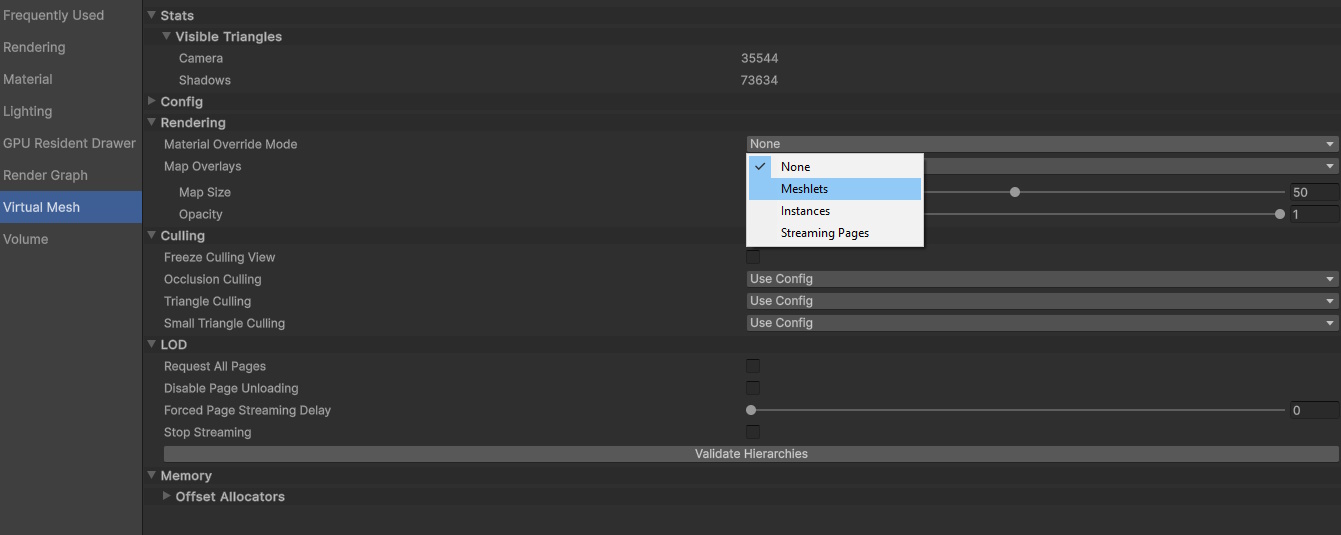 Frequently Used
Rendering
Material
Lighting
GPU Resident Drawer
Render Graph
Virtual Mesh
Volume
Stats
Visible Triangles
Camera 35544
Shadows 73634
Config
Rendering
Material Override Mode None
Map Overlays
None
Meshlets
Instances
Streaming Pages
Map Size 50
Opacity 1
Culling
Freeze Culling View
Occlusion Culling Use Config
Triangle Culling Use Config
Small Triangle Culling Use Config
LOD
Request All Pages
Disable Page Unloading
Forced Page Streaming Delay 0
Stop Streaming
Validate Hierarchies
Memory
Offset Allocators